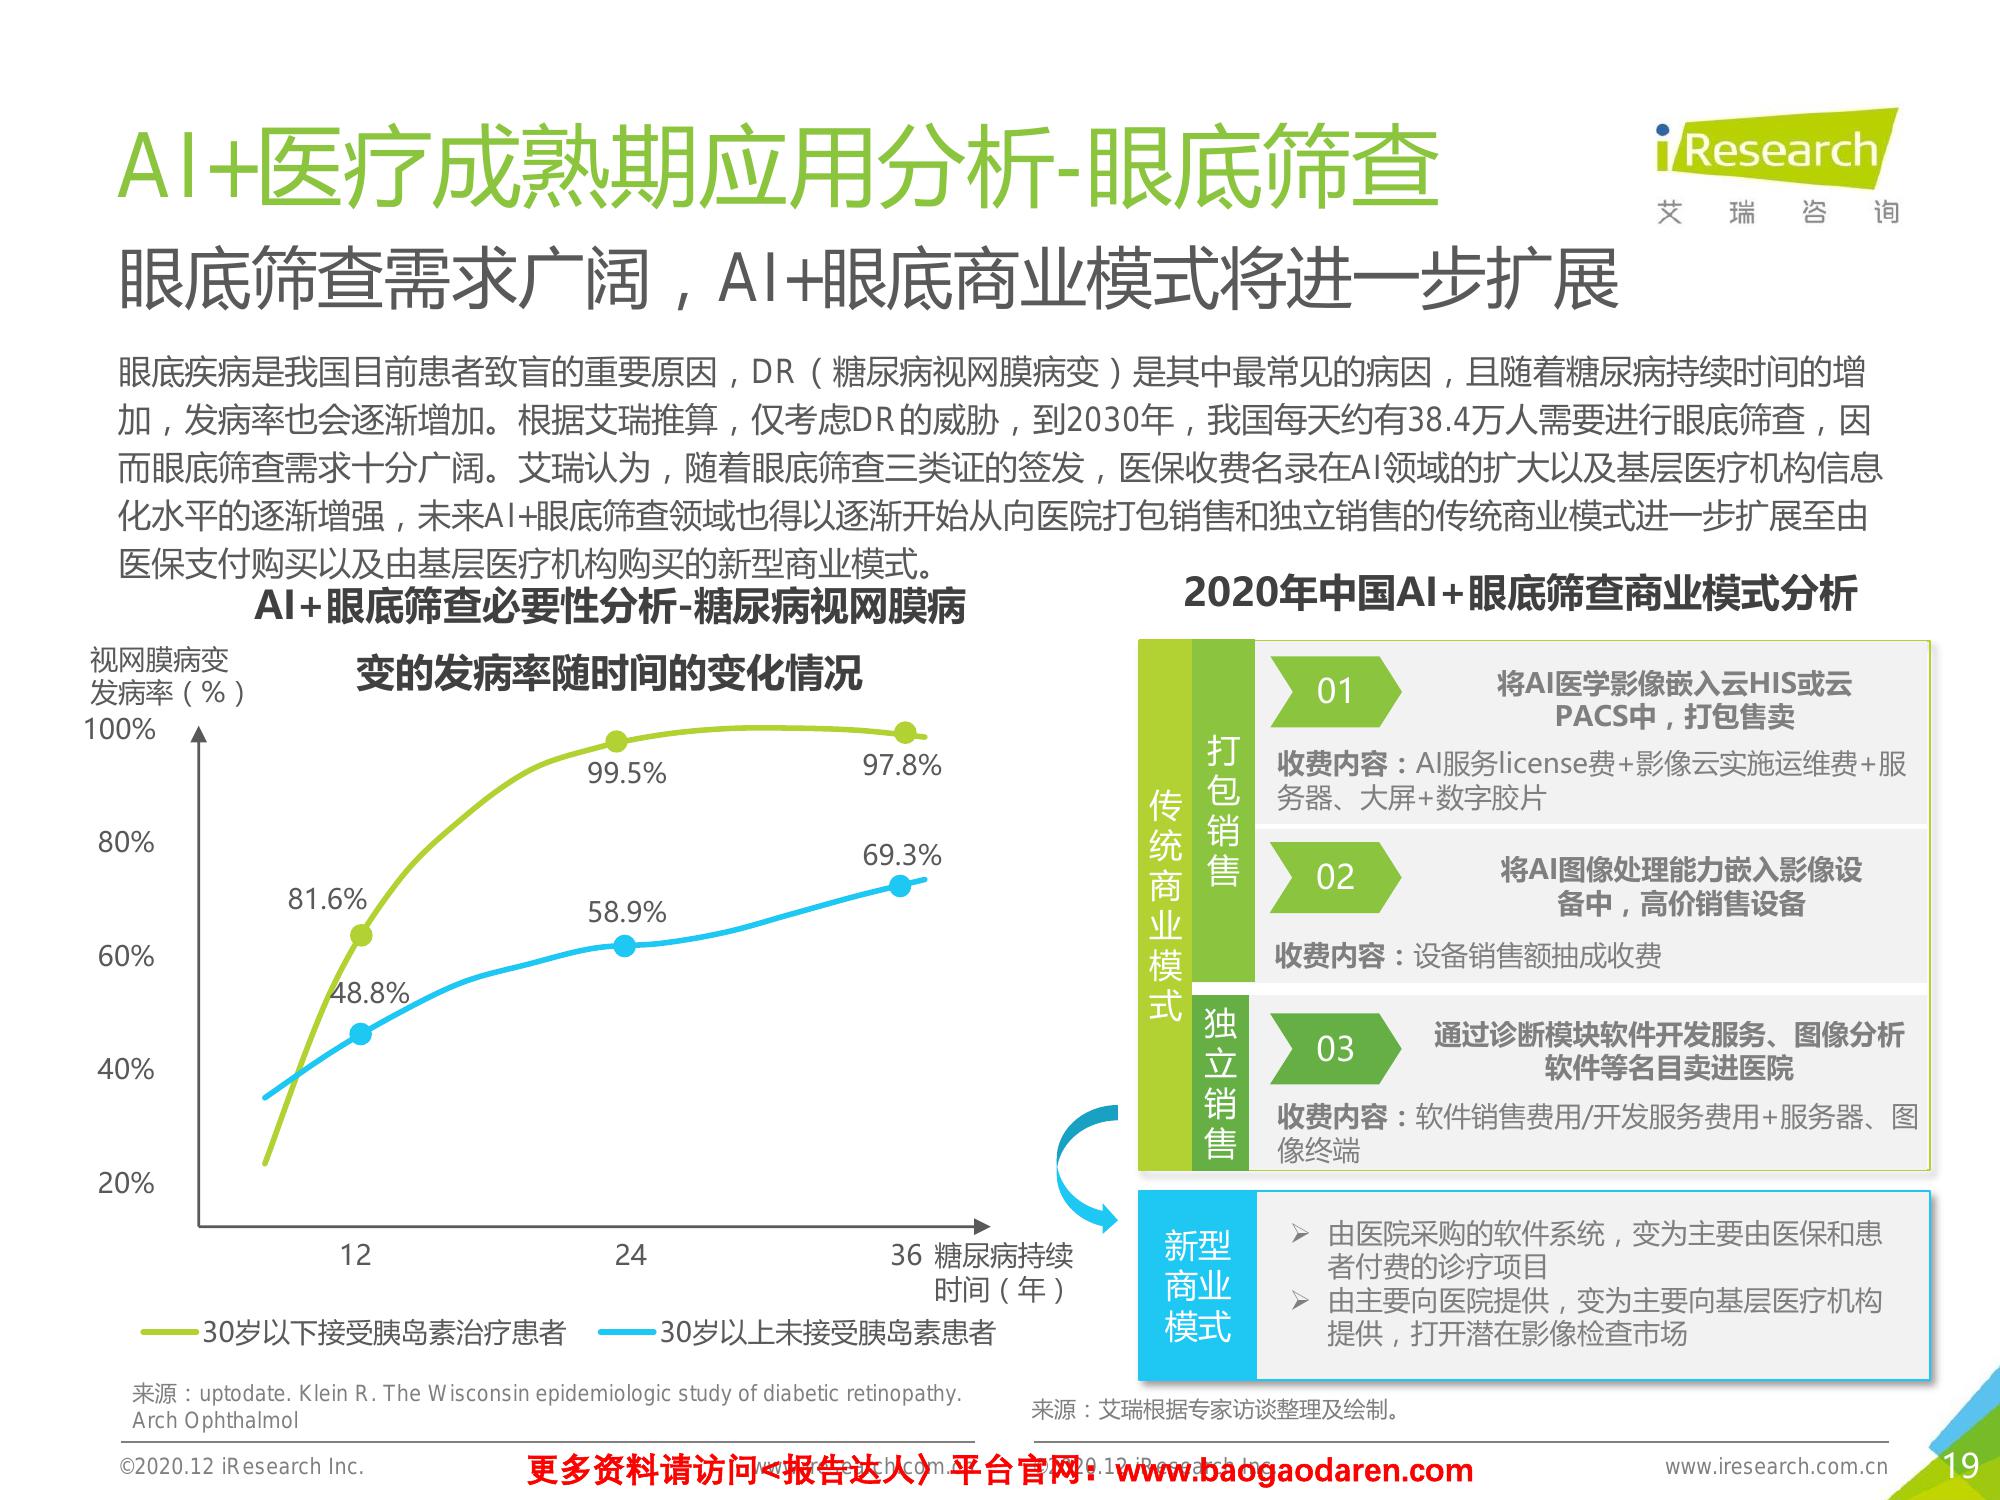 AI+医疗成熟期应用分析-眼底筛查
iResearch
艾瑞咨询
眼底筛查需求广阔，AI+眼底商业模式将进一步扩展
眼底疾病是我国目前患者致盲的重要原因，DR（糖尿病视网膜病变）是其中最常见的病因，且随着糖尿病持续时间的增
加，发病率也会逐渐增加。根据艾瑞推算，仅考虑DR的威胁，到2030年，我国每天约有38.4万人需要进行眼底筛查，因
而眼底筛查需求十分广阔。艾瑞认为，随着眼底筛查三类证的签发，医保收费名录在AI领域的扩大以及基层医疗机构信息
化水平的逐渐增强，未来AI+眼底筛查领域也得以逐渐开始从向医院打包销售和独立销售的传统商业模式进一步扩展至由
医保支付购买以及由基层医疗机构购买的新型商业模式。
AI+眼底筛查必要性分析-糖尿病视网膜病
变的发病率随时间的变化情况
视网膜病变
发病率（%）
100%
80%
60%
40%
20%
81.6%
99.5%
97.8%
48.8%
58.9%
69.3%
12
24
36
糖尿病持续
时间（年）
30岁以下接受胰岛素治疗患者
30岁以上未接受胰岛素患者
来源：uptodate. Klein R. The Wisconsin epidemiologic study of diabetic retinopathy.
Arch Ophthalmol
2020年中国AI+眼底筛查商业模式分析
传统商业模式
打包销售
01
将AI医学影像嵌入云HIS或云
PACS中，打包售卖
收费内容：AI服务license费+影像云实施运维费+服
务器、大屏+数字胶片
02
将AI图像处理能力嵌入影像设
备中，高价销售设备
收费内容：设备销售额抽成收费
独立销售
03
通过诊断模块软件开发服务、图像分析
软件等名目卖进医院
收费内容：软件销售费用/开发服务费用+服务器、图
像终端
新型
商业
模式
➢ 由医院采购的软件系统，变为主要由医保和患
者付费的诊疗项目
➢ 由主要向医院提供，变为主要向基层医疗机构
提供，打开潜在影像检查市场
来源：艾瑞根据专家访谈整理及绘制。
©2020.12 iResearch Inc.
www.iresearch.com.cn
©2020.12 iResearch Inc.
www.iresearch.com.cn
更多资料请访问<报告达人〉平台官网：www.baogaodaren.com
19